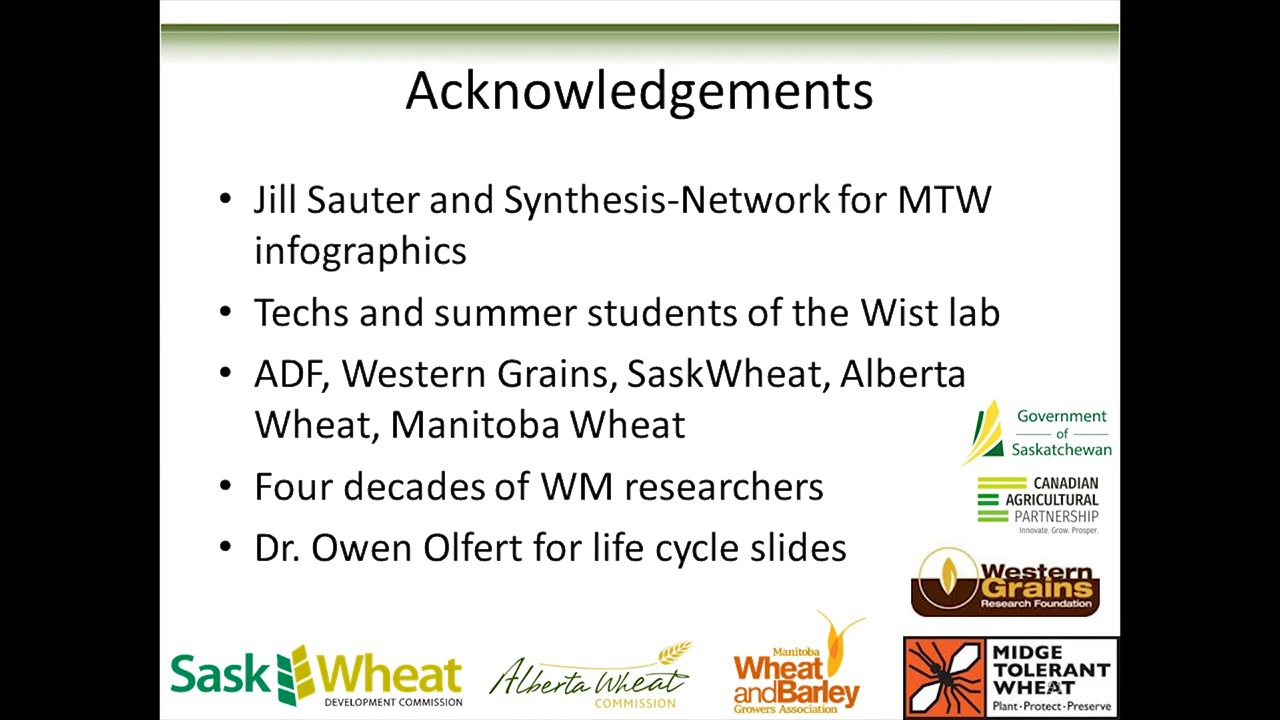 Acknowledgements
• Jill Sauter and Synthesis-Network for MTW
infographics
• Techs and summer students of the Wist lab
• ADF, Western Grains, SaskWheat, Alberta
Wheat, Manitoba Wheat
• Four decades of WM researchers
• Dr. Owen Olfert for life cycle slides
Government
of
Saskatchewan
CANADIAN
AGRICULTURAL
PARTNERSHIP
Innovate. Grow. Prosper.
Western
Grains
Research Foundation
Sask Wheat
DEVELOPMENT COMMISSION
Alberta Wheat
COMMISSION
Manitoba
Wheat
and Barley
Growers Association
MIDGE
TOLERANT
WHEAT
Plant·Protect·Preserve